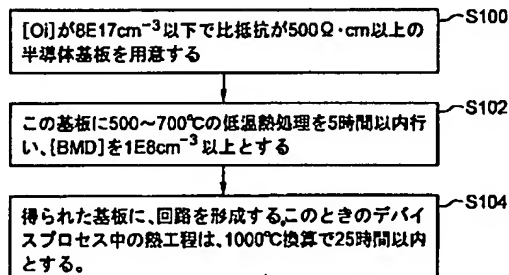 S100
[Oi]が8E17cm⁻³以下で比抵抗が500Ω・cm以上の
半導体基板を用意する
S102
この基板に500～700℃の低温熱処理を5時間以内行
い、{BMD]を1E8cm⁻³以上とする
S104
得られた基板に、回路を形成する。このときのデバイ
スプロセス中の熱工程は、1000℃換算で25時間以内
とする。